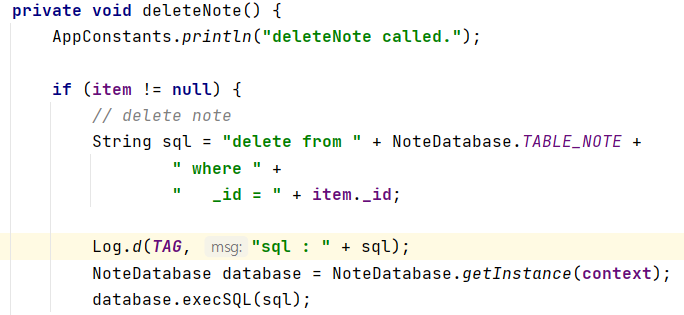 private void deleteNote() {
AppConstants.println("deleteNote called.");
if (item != null) {
// delete note
String sql = "delete from " + NoteDatabase.TABLE_NOTE +
" where " +
"   _id = " + item._id;
Log.d(TAG, msg: "sql : " + sql);
NoteDatabase database = NoteDatabase.getInstance(context);
database.execSQL(sql);